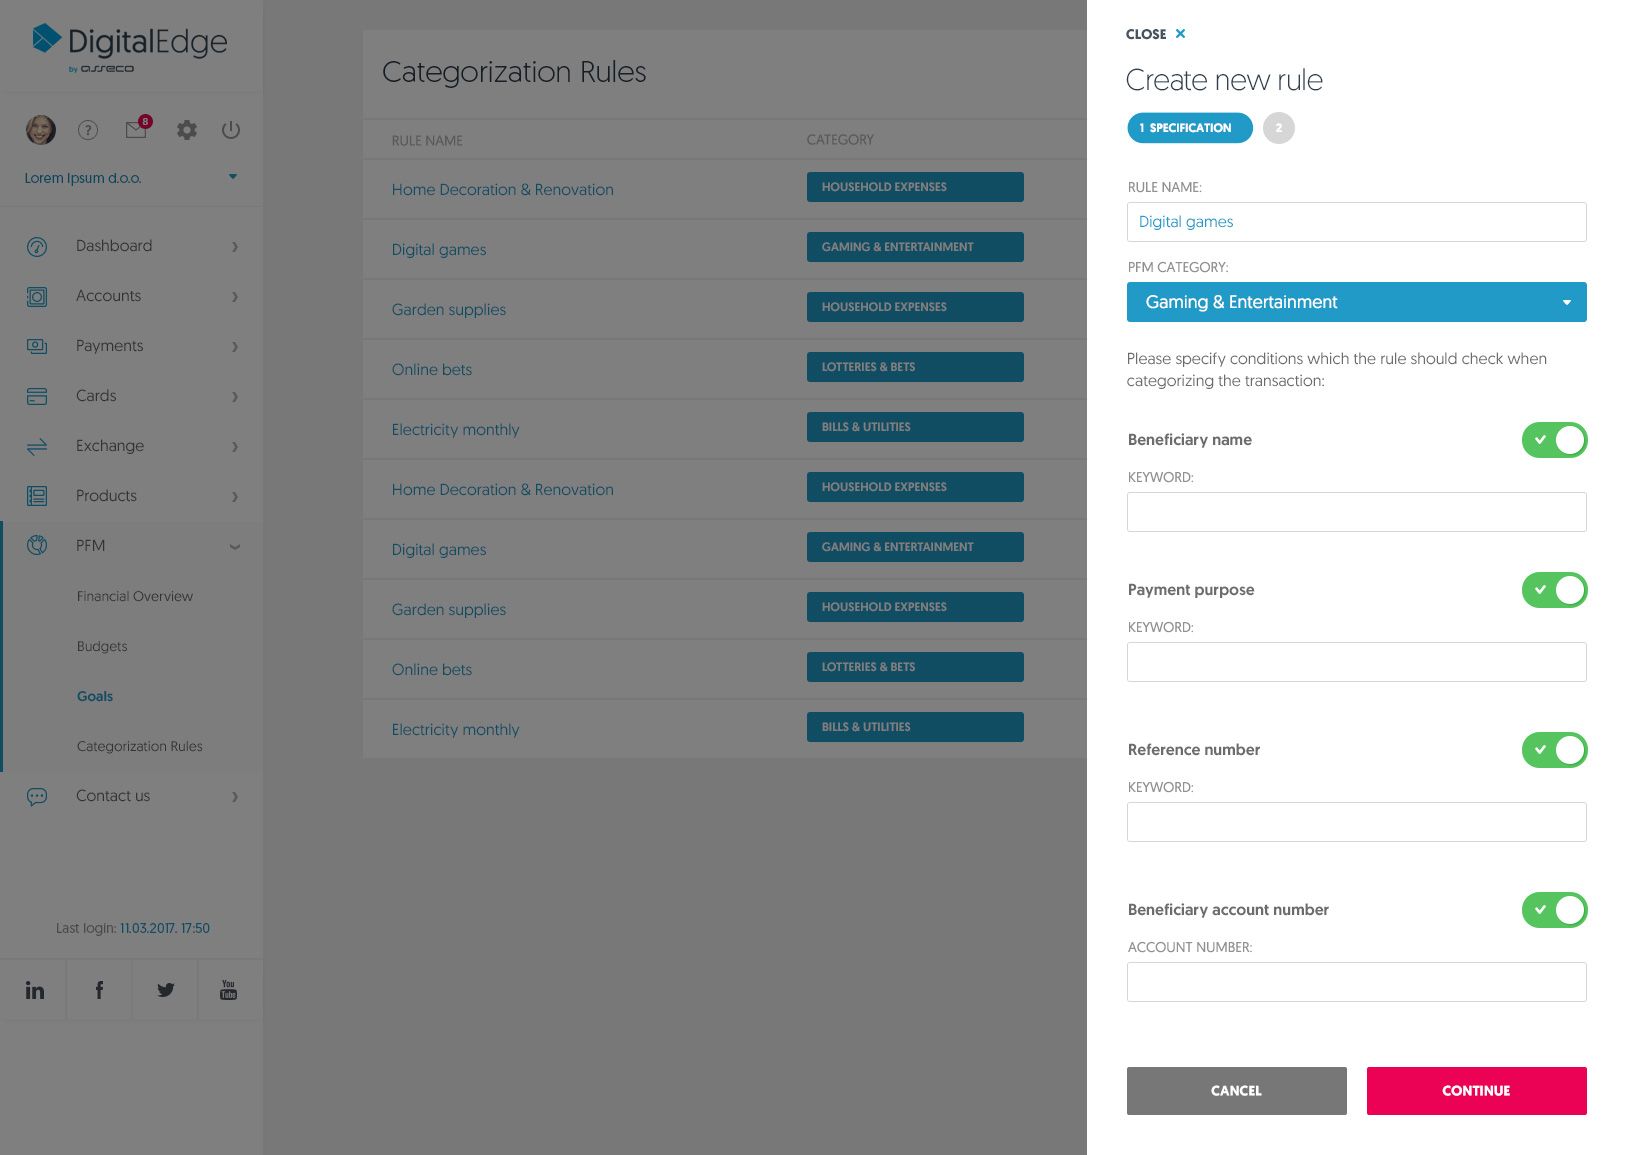 DigitalEdge
by asseco
8
?
Lorem Ipsum d.o.o.
Dashboard
Accounts
Payments
Cards
Exchange
Products
PFM
Financial Overview
Budgets
Goals
Categorization Rules
Contact us
Last login: 11.03.2017. 17:50
in
f
You
Tube
Categorization Rules
RULE NAME CATEGORY
Home Decoration & Renovation HOUSEHOLD EXPENSES
Digital games GAMING & ENTERTAINMENT
Garden supplies HOUSEHOLD EXPENSES
Online bets LOTTERIES & BETS
Electricity monthly BILLS & UTILITIES
Home Decoration & Renovation HOUSEHOLD EXPENSES
Digital games GAMING & ENTERTAINMENT
Garden supplies HOUSEHOLD EXPENSES
Online bets LOTTERIES & BETS
Electricity monthly BILLS & UTILITIES
CLOSE ×
Create new rule
1 SPECIFICATION 2
RULE NAME:
Digital games
PFM CATEGORY:
Gaming & Entertainment
Please specify conditions which the rule should check when
categorizing the transaction:
Beneficiary name
KEYWORD:
Payment purpose
KEYWORD:
Reference number
KEYWORD:
Beneficiary account number
ACCOUNT NUMBER:
CANCEL CONTINUE